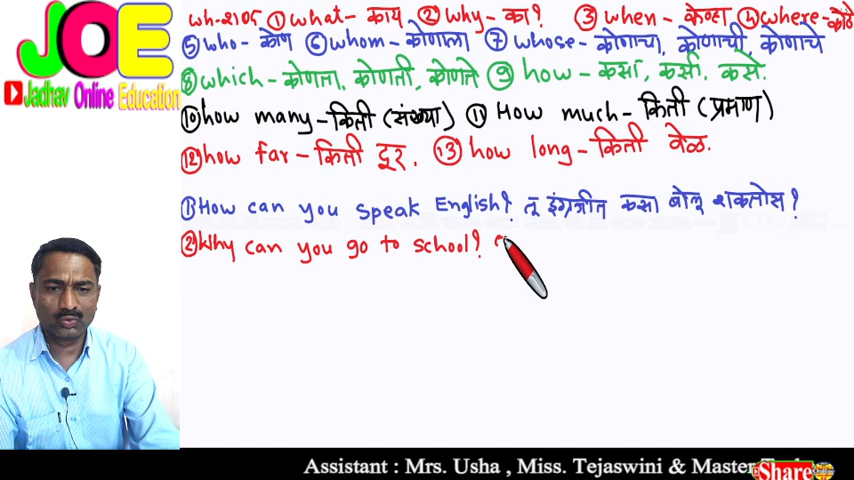 JOE
Jadhav Online Education
wh-शब्द ① what - काय ② why - का? ③ when - केव्हा ④ where - कोठे
⑤ who - कोण ⑥ whom - कोणाला ⑦ whose - कोणाचा, कोणाची, कोणाचे
⑧ which - कोणता, कोणती, कोणते ⑨ how - कसा, कसी, कसे.
⑩ how many - किती (संख्या) ⑪ How much - किती (प्रमाण)
⑫ how far - किती दूर. ⑬ how long - किती वेळ.
① How can you speak English? तू इंग्रजीत कसा बोलू शकतोस?
② Why can you go to school?
Assistant : Mrs. Usha , Miss. Tejaswini & Master
Share